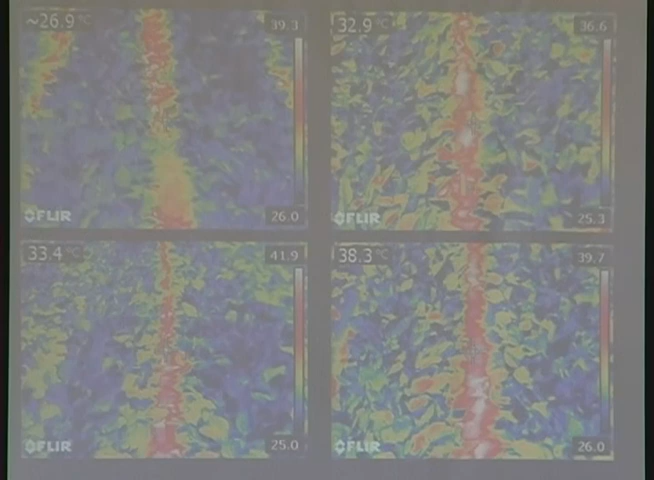 ~26.9 °C
39.3
FLIR
26.0
32.9 °C
36.6
FLIR
25.3
33.4 °C
41.9
FLIR
25.0
38.3 °C
39.7
FLIR
26.0